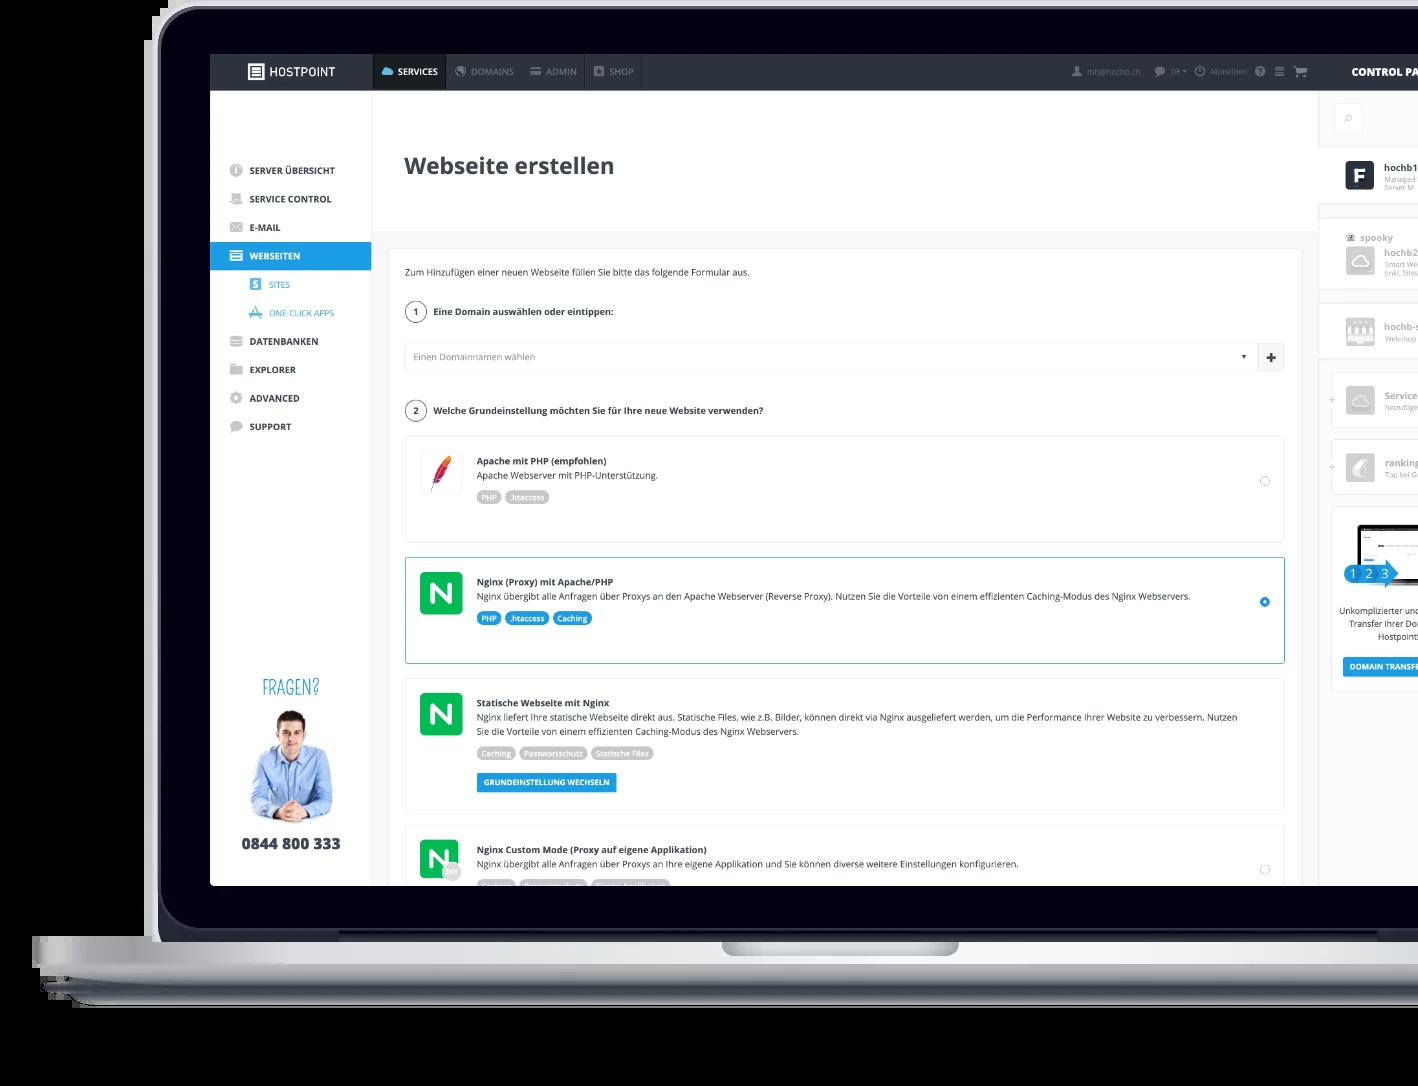 HOSTPOINT
SERVICES
DOMAINS
ADMIN
SHOP
mh@hochb.ch
DE
Abmelden
CONTROL PA
SERVER ÜBERSICHT
SERVICE CONTROL
E-MAIL
WEBSEITEN
SITES
ONE-CLICK APPS
DATENBANKEN
EXPLORER
ADVANCED
SUPPORT
FRAGEN?
0844 800 333
Webseite erstellen
Zum Hinzufügen einer neuen Webseite füllen Sie bitte das folgende Formular aus.
1 Eine Domain auswählen oder eintippen:
Einen Domainnamen wählen
2 Welche Grundeinstellung möchten Sie für Ihre neue Website verwenden?
Apache mit PHP (empfohlen)
Apache Webserver mit PHP-Unterstützung.
PHP .htaccess
Nginx (Proxy) mit Apache/PHP
Nginx übergibt alle Anfragen über Proxys an den Apache Webserver (Reverse Proxy). Nutzen Sie die Vorteile von einem effizienten Caching-Modus des Nginx Webservers.
PHP .htaccess Caching
Statische Webseite mit Nginx
Nginx liefert Ihre statische Webseite direkt aus. Statische Files, wie z.B. Bilder, können direkt via Nginx ausgeliefert werden, um die Performance Ihrer Website zu verbessern. Nutzen
Sie die Vorteile von einem effizienten Caching-Modus des Nginx Webservers.
Caching Passwortschutz Statische Files
GRUNDEINSTELLUNG WECHSELN
DIY
Nginx Custom Mode (Proxy auf eigene Applikation)
Nginx übergibt alle Anfragen über Proxys an Ihre eigene Applikation und Sie können diverse weitere Einstellungen konfigurieren.
F
hochb1
Managed
Server M
spooky
hochb2
Smart We
(inkl. Sites
hochb-s
Webshop
Service
hinzufüge
ranking
Top bei G
1 2 3
Unkomplizierter und
Transfer Ihrer Do
Hostpoint!
DOMAIN TRANSFE